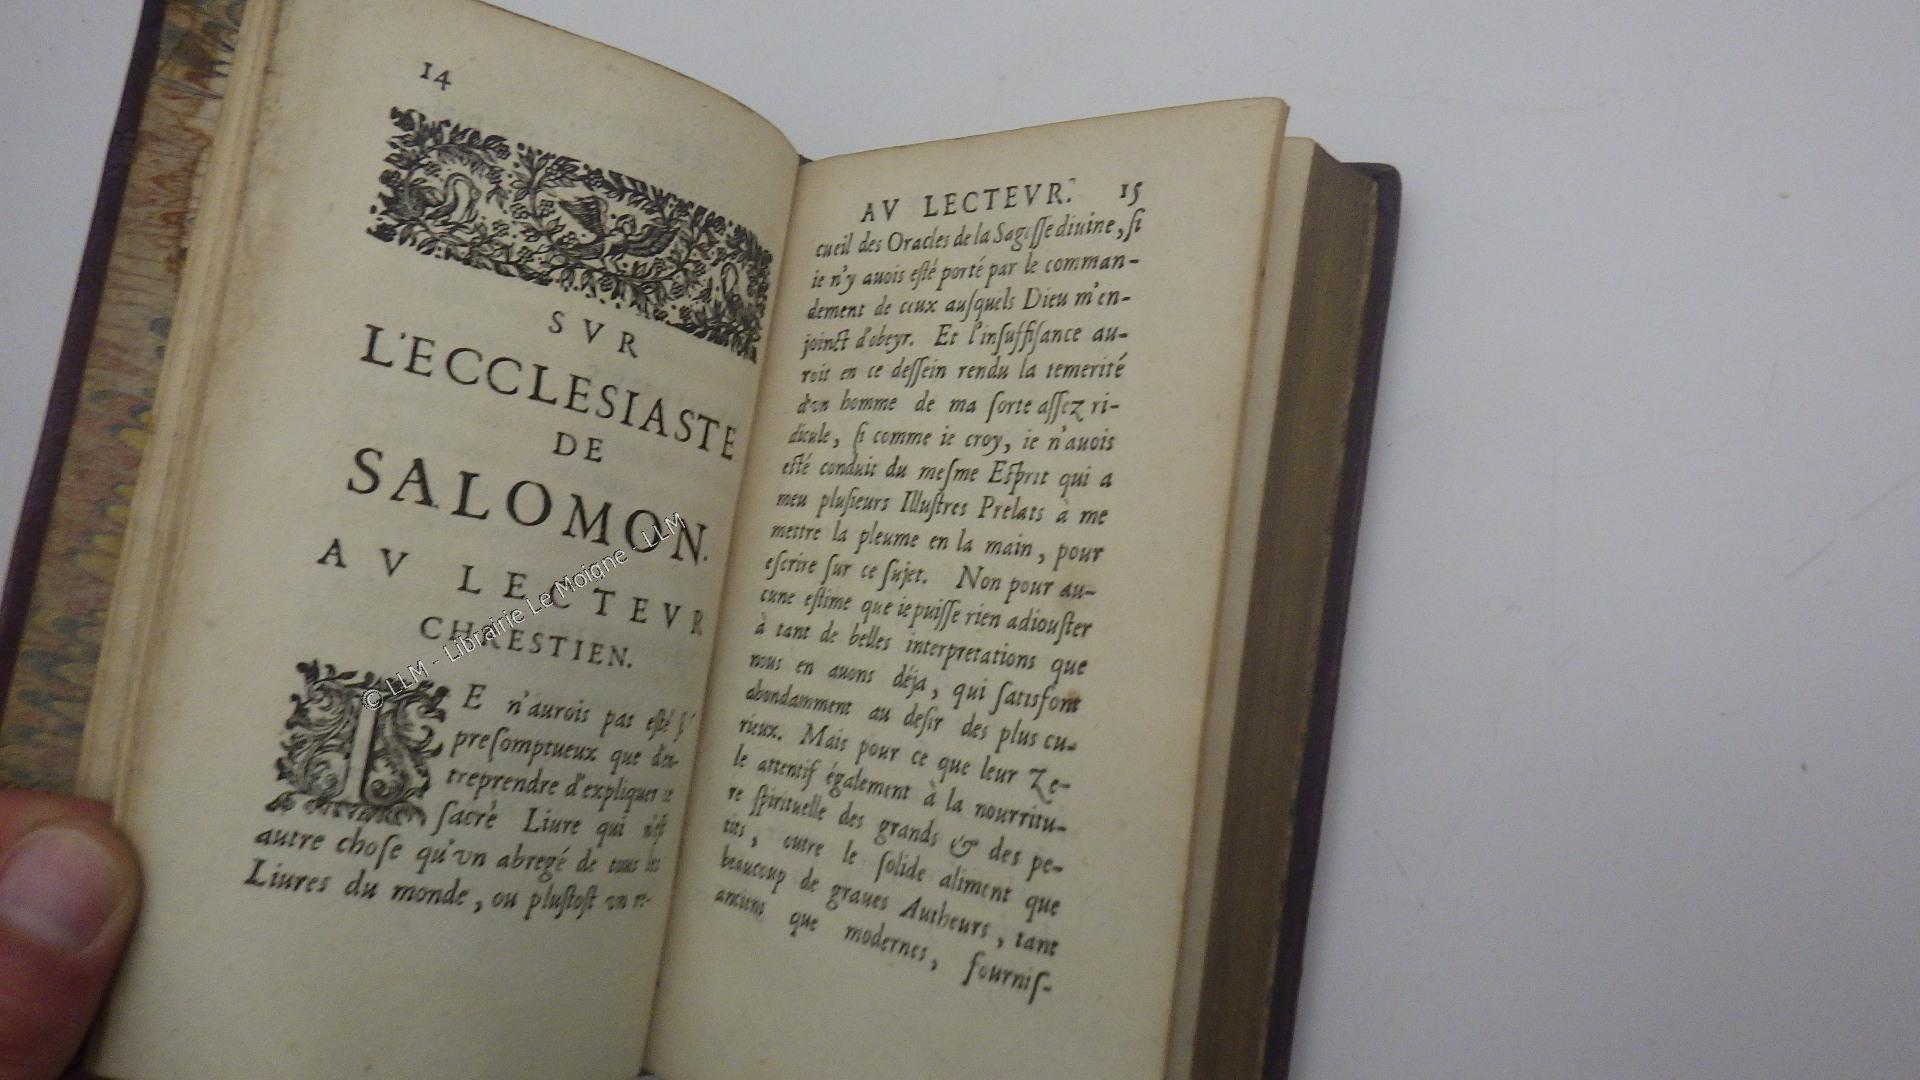 14
SVR
L'ECCLESIASTE
DE
SALOMON.
AV LECTEVR
CHRESTIEN.
IE n'aurois pas esté si
presomptueux que d'en-
treprendre d'expliquer ce
sacré Liure qui n'est
autre chose qu'vn abregé de tous les
Liures du monde, ou plustost vn re-
AV LECTEVR. 15
cueil des Oracles de la Sagesse diuine, si
ie n'y auois esté porté par le comman-
dement de ceux ausquels Dieu m'en-
joinct d'obeyr. Et l'insuffisance au-
roit en ce dessein rendu la temerité
d'vn homme de ma sorte assez ri-
dicule, si comme ie croy, ie n'auois
esté conduit du mesme Esprit qui a
meu plusieurs Illustres Prelats à me
mettre la pleume en la main, pour
escrire sur ce sujet. Non pour au-
cune estime que ie puisse rien adiouster
à tant de belles interpretations que
nous en auons déja, qui satisfont
abondamment au desir des plus cu-
rieux. Mais pour ce que leur Ze-
le attentif également à la nourritu-
re spirituelle des grands & des pe-
tits, outre le solide aliment que
beaucoup de graues Autheurs, tant
anciens que modernes, fournis-
© LLM - Librairie Le Moigne - LLM